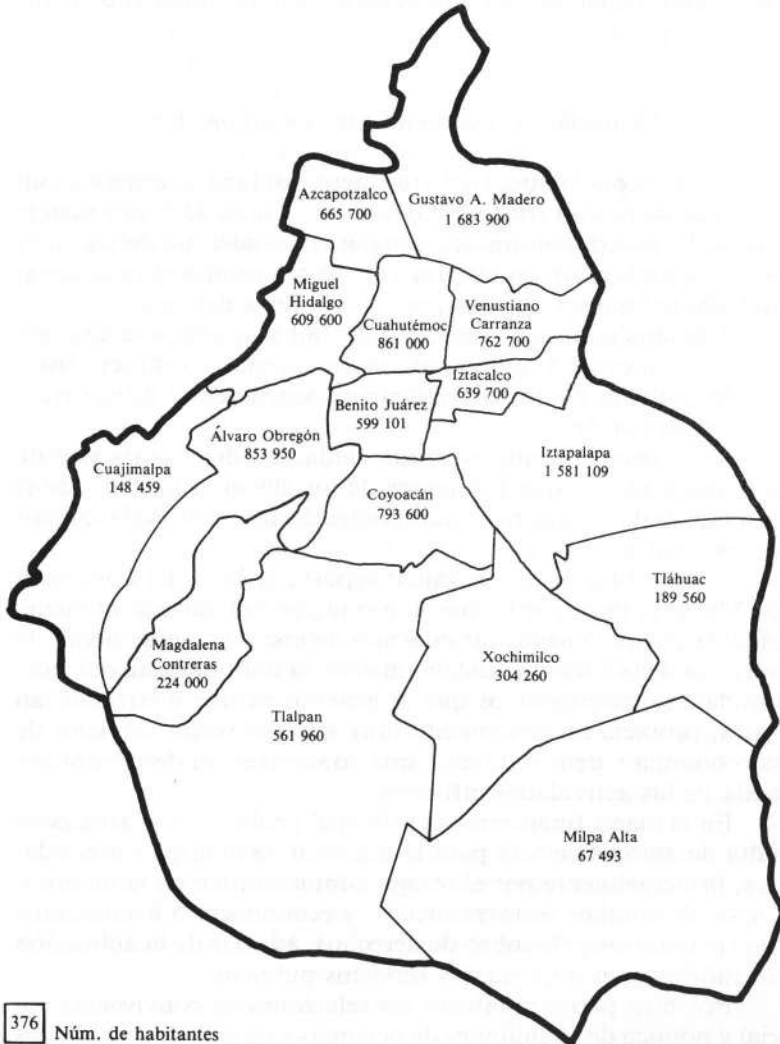 Azcapotzalco
665 700
Gustavo A. Madero
1 683 900
Miguel
Hidalgo
609 600
Cuahutémoc
861 000
Venustiano
Carranza
762 700
Iztacalco
639 700
Benito Juárez
599 101
Álvaro Obregón
853 950
Iztapalapa
1 581 109
Cuajimalpa
148 459
Coyoacán
793 600
Tláhuac
189 560
Magdalena
Contreras
224 000
Xochimilco
304 260
Tlalpan
561 960
Milpa Alta
67 493
376 Núm. de habitantes